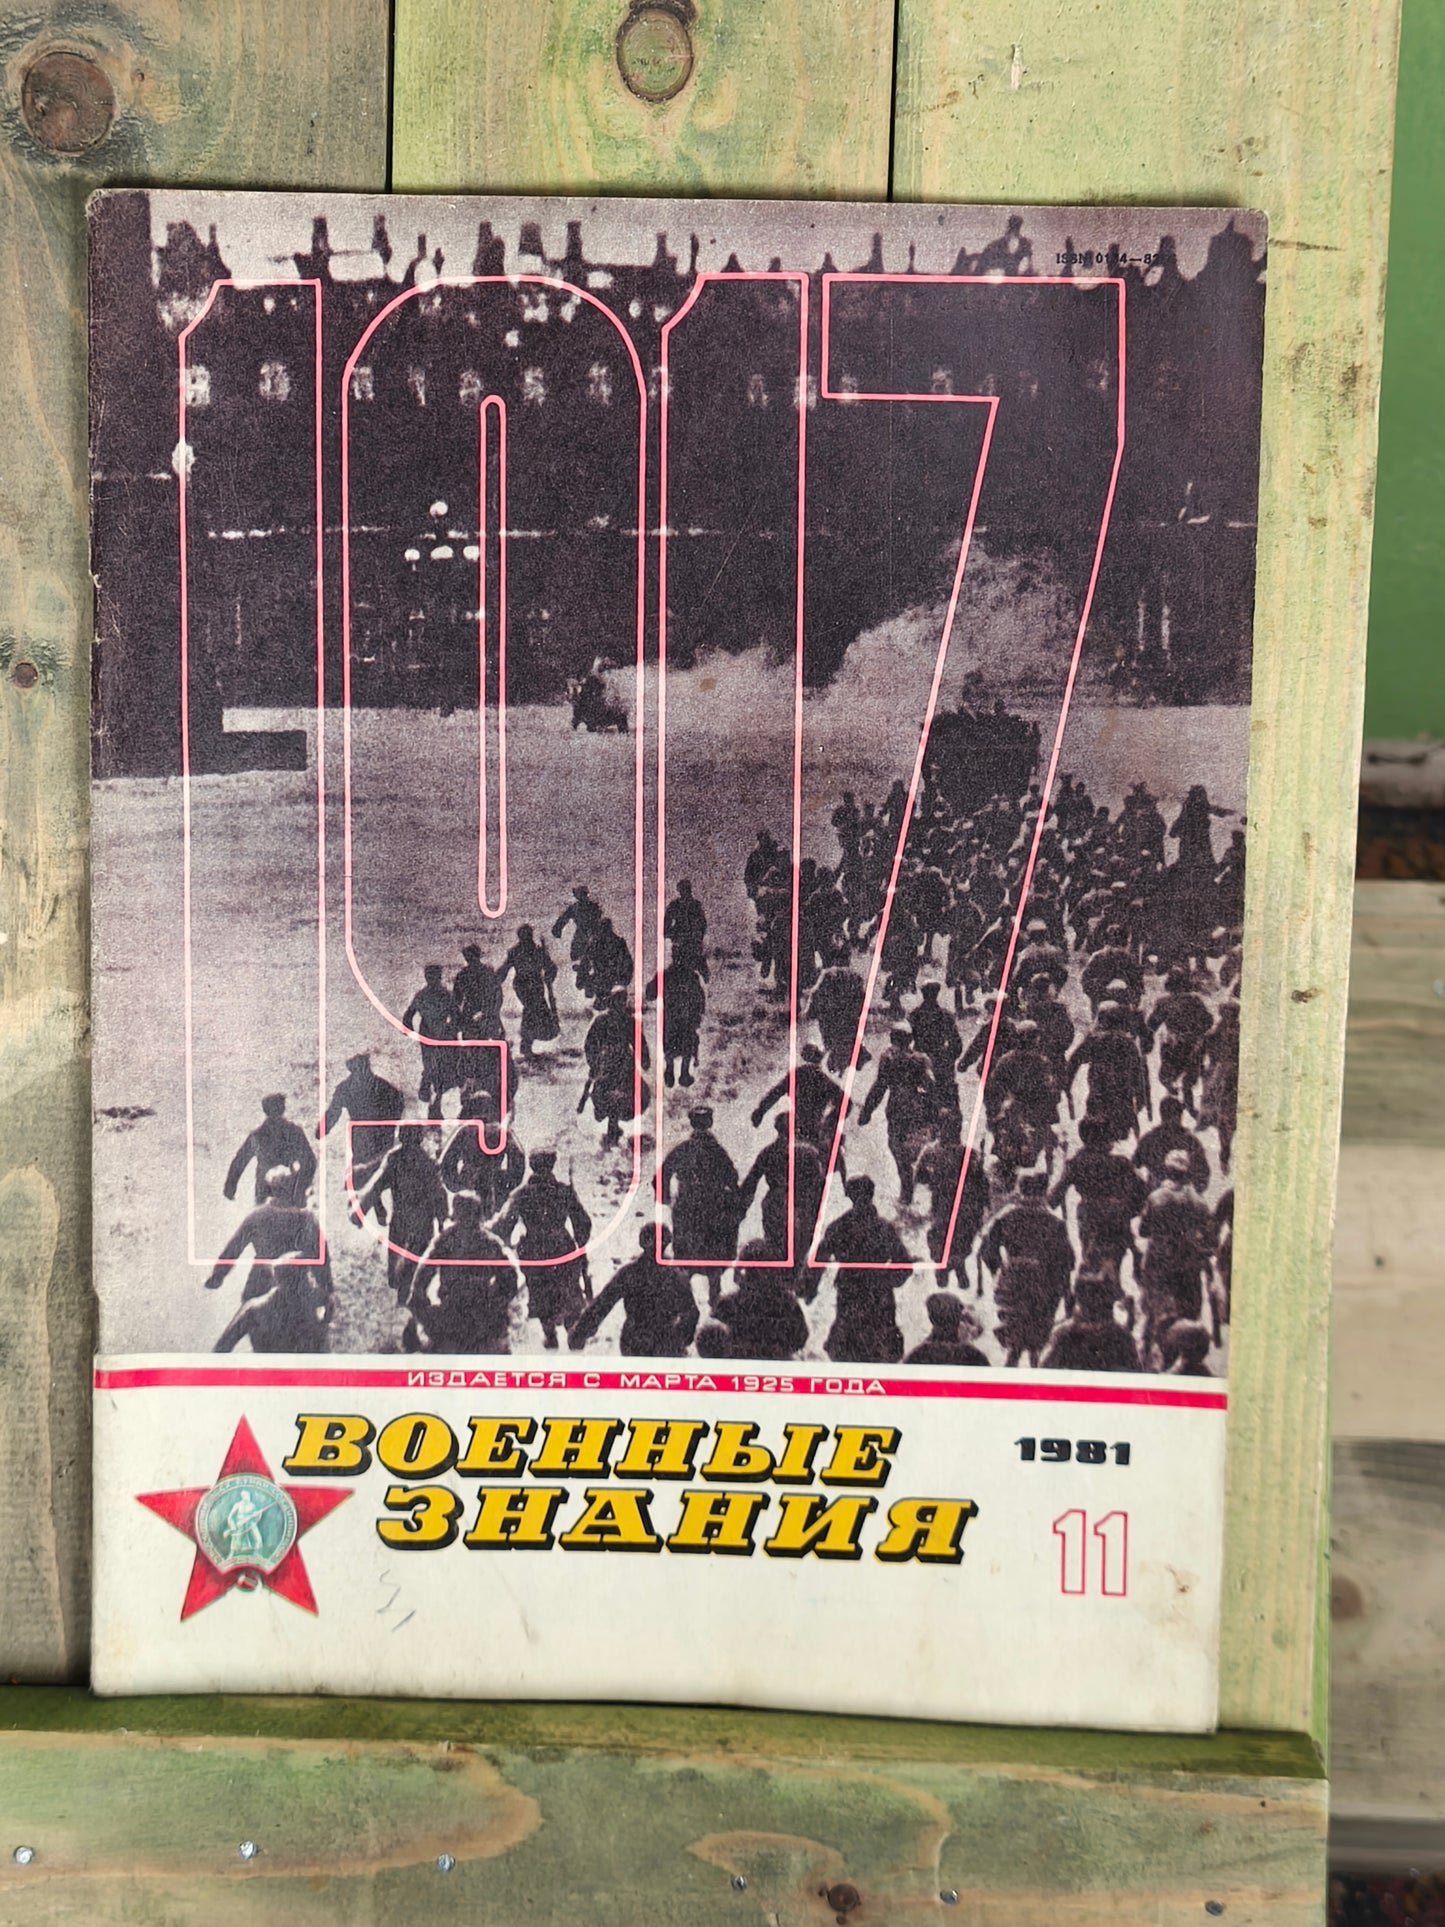 1917
ИЗДАЕТСЯ С МАРТА 1925 ГОДА
ВОЕННЫЕ
ЗНАНИЯ
1981
11